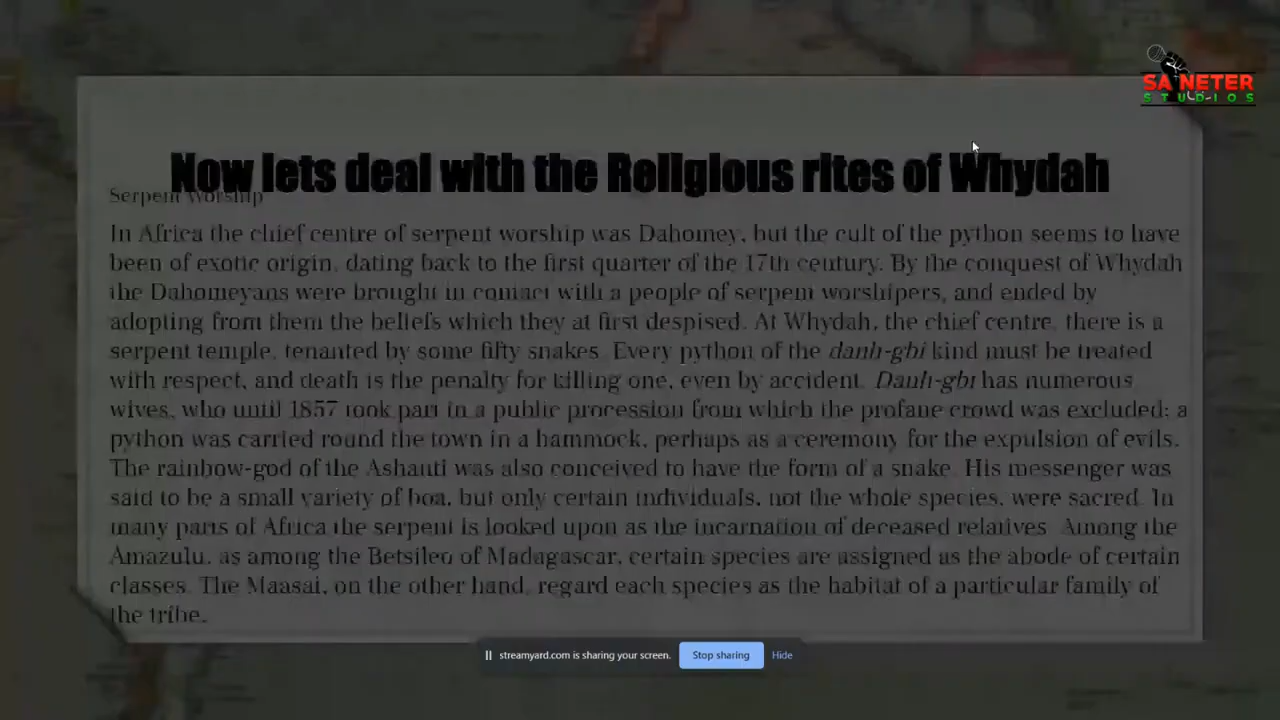 SA NETER
STUDIOS
Now lets deal with the Religious rites of Whydah
Serpent Worship
In Africa the chief centre of serpent worship was Dahomey, but the cult of the python seems to have
been of exotic origin, dating back to the first quarter of the 17th century. By the conquest of Whydah
the Dahomeyans were brought in contact with a people of serpent worshipers, and ended by
adopting from them the beliefs which they at first despised. At Whydah, the chief centre, there is a
serpent temple, tenanted by some fifty snakes. Every python of the danh-gbi kind must be treated
with respect, and death is the penalty for killing one, even by accident. Danh-gbi has numerous
wives, who until 1857 took part in a public procession from which the profane crowd was excluded; a
python was carried round the town in a hammock, perhaps as a ceremony for the expulsion of evils.
The rainbow-god of the Ashanti was also conceived to have the form of a snake. His messenger was
said to be a small variety of boa, but only certain individuals, not the whole species, were sacred. In
many parts of Africa the serpent is looked upon as the incarnation of deceased relatives. Among the
Amazulu, as among the Betsileo of Madagascar, certain species are assigned as the abode of certain
classes. The Maasai, on the other hand, regard each species as the habitat of a particular family of
the tribe.
streamyard.com is sharing your screen. Stop sharing Hide